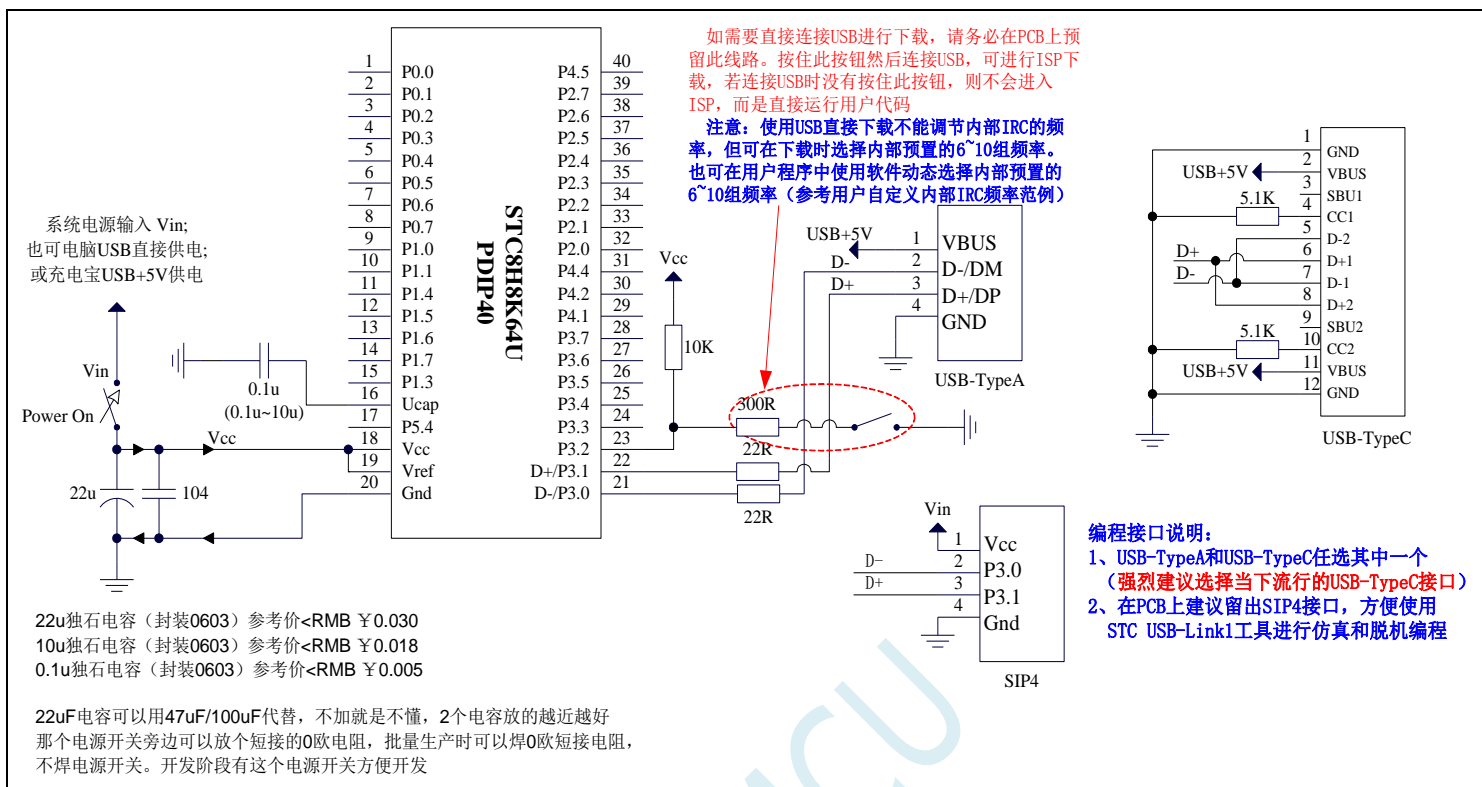 如需要直接连接USB进行下载，请务必在PCB上预
留此线路。按住此按钮然后连接USB，可进行ISP下
载，若连接USB时没有按住此按钮，则不会进入
ISP，而是直接运行用户代码
注意：使用USB直接下载不能调节内部IRC的频
率，但可在下载时选择内部预置的6~10组频率。
也可在用户程序中使用软件动态选择内部预置的
6~10组频率（参考用户自定义内部IRC频率范例）
系统电源输入 Vin;
也可电脑USB直接供电;
或充电宝USB+5V供电
Vin
Power On
Vcc
22u
104
0.1u
(0.1u~10u)
STC8H8K64U
PDIP40
1 P0.0
2 P0.1
3 P0.2
4 P0.3
5 P0.4
6 P0.5
7 P0.6
8 P0.7
9 P1.0
10 P1.1
11 P1.4
12 P1.5
13 P1.6
14 P1.7
15 P1.3
16 Ucap
17 P5.4
18 Vcc
19 Vref
20 Gnd
P4.5 40
P2.7 39
P2.6 38
P2.5 37
P2.4 36
P2.3 35
P2.2 34
P2.1 33
P2.0 32
P4.4 31
P4.2 30
P4.1 29
P3.7 28
P3.6 27
P3.5 26
P3.4 25
P3.3 24
P3.2 23
D+/P3.1 22
D-/P3.0 21
Vcc
10K
300R
22R
22R
USB+5V
D-
D+
1 VBUS
2 D-/DM
3 D+/DP
4 GND
USB-TypeA
Vin
D-
D+
1 Vcc
2 P3.0
3 P3.1
4 Gnd
SIP4
USB+5V
5.1K
D+
D-
5.1K
USB+5V
1 GND
2 VBUS
3 SBU1
4 CC1
5 D-2
6 D+1
7 D-1
8 D+2
9 SBU2
10 CC2
11 VBUS
12 GND
USB-TypeC
编程接口说明：
1、USB-TypeA和USB-TypeC任选其中一个
（强烈建议选择当下流行的USB-TypeC接口）
2、在PCB上建议留出SIP4接口，方便使用
STC USB-Link1工具进行仿真和脱机编程
22u独石电容（封装0603）参考价<RMB ￥0.030
10u独石电容（封装0603）参考价<RMB ￥0.018
0.1u独石电容（封装0603）参考价<RMB ￥0.005
22uF电容可以用47uF/100uF代替，不加就是不懂，2个电容放的越近越好
那个电源开关旁边可以放个短接的0欧电阻，批量生产时可以焊0欧短接电阻，
不焊电源开关。开发阶段有这个电源开关方便开发
MCU